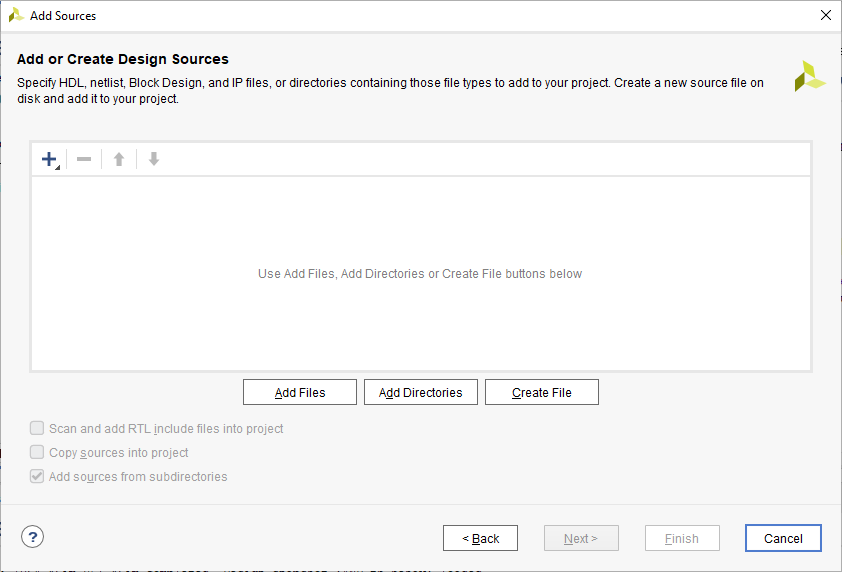 Add Sources
Add or Create Design Sources
Specify HDL, netlist, Block Design, and IP files, or directories containing those file types to add to your project. Create a new source file on
disk and add it to your project.
Use Add Files, Add Directories or Create File buttons below
Add Files
Add Directories
Create File
Scan and add RTL include files into project
Copy sources into project
Add sources from subdirectories
?
< Back
Next >
Finish
Cancel